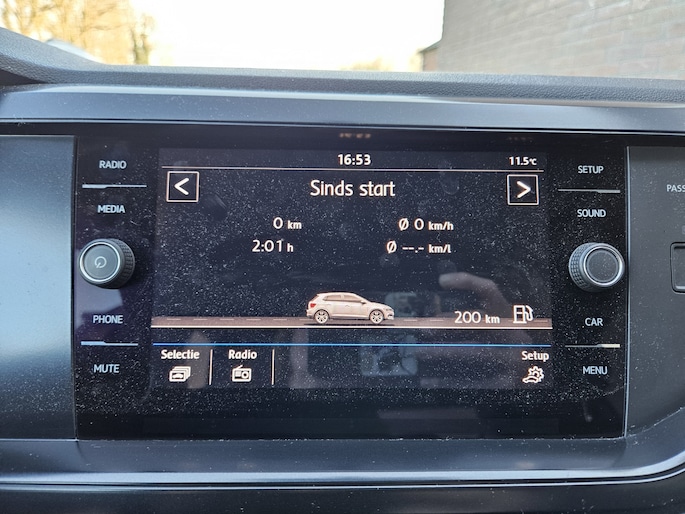 RADIO
MEDIA
PHONE
MUTE
16:53
11.5°C
Sinds start
0 km
Ø 0 km/h
2:01 h
Ø --.- km/l
200 km
Selectie
Radio
Setup
SETUP
SOUND
CAR
MENU
PASS